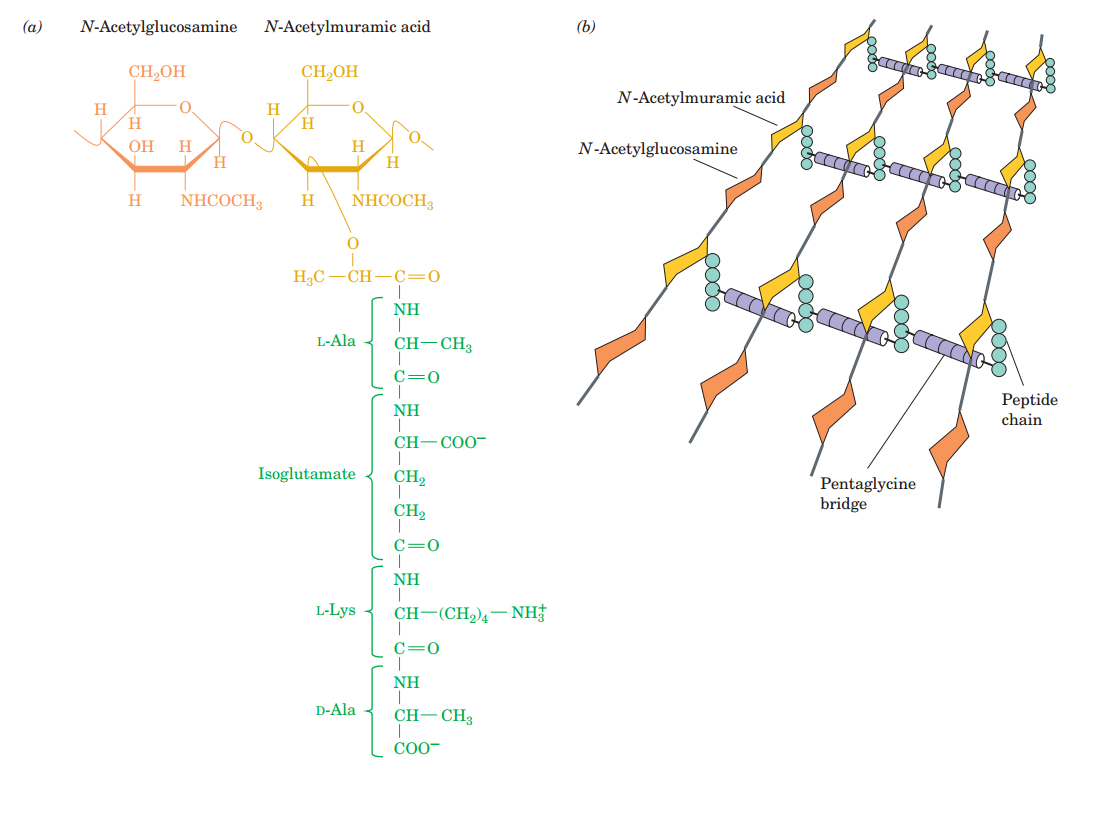 (a) N-Acetylglucosamine N-Acetylmuramic acid
CH₂OH CH₂OH
H O H O
H H
OH H O H O
H H
H NHCOCH₃ H NHCOCH₃
O
H₃C—CH—C=O
NH
L-Ala CH—CH₃
C=O
NH
CH—COO⁻
Isoglutamate CH₂
CH₂
C=O
NH
L-Lys CH—(CH₂)₄—NH₃⁺
C=O
NH
D-Ala CH—CH₃
COO⁻
(b)
N-Acetylmuramic acid
N-Acetylglucosamine
Peptide
chain
Pentaglycine
bridge